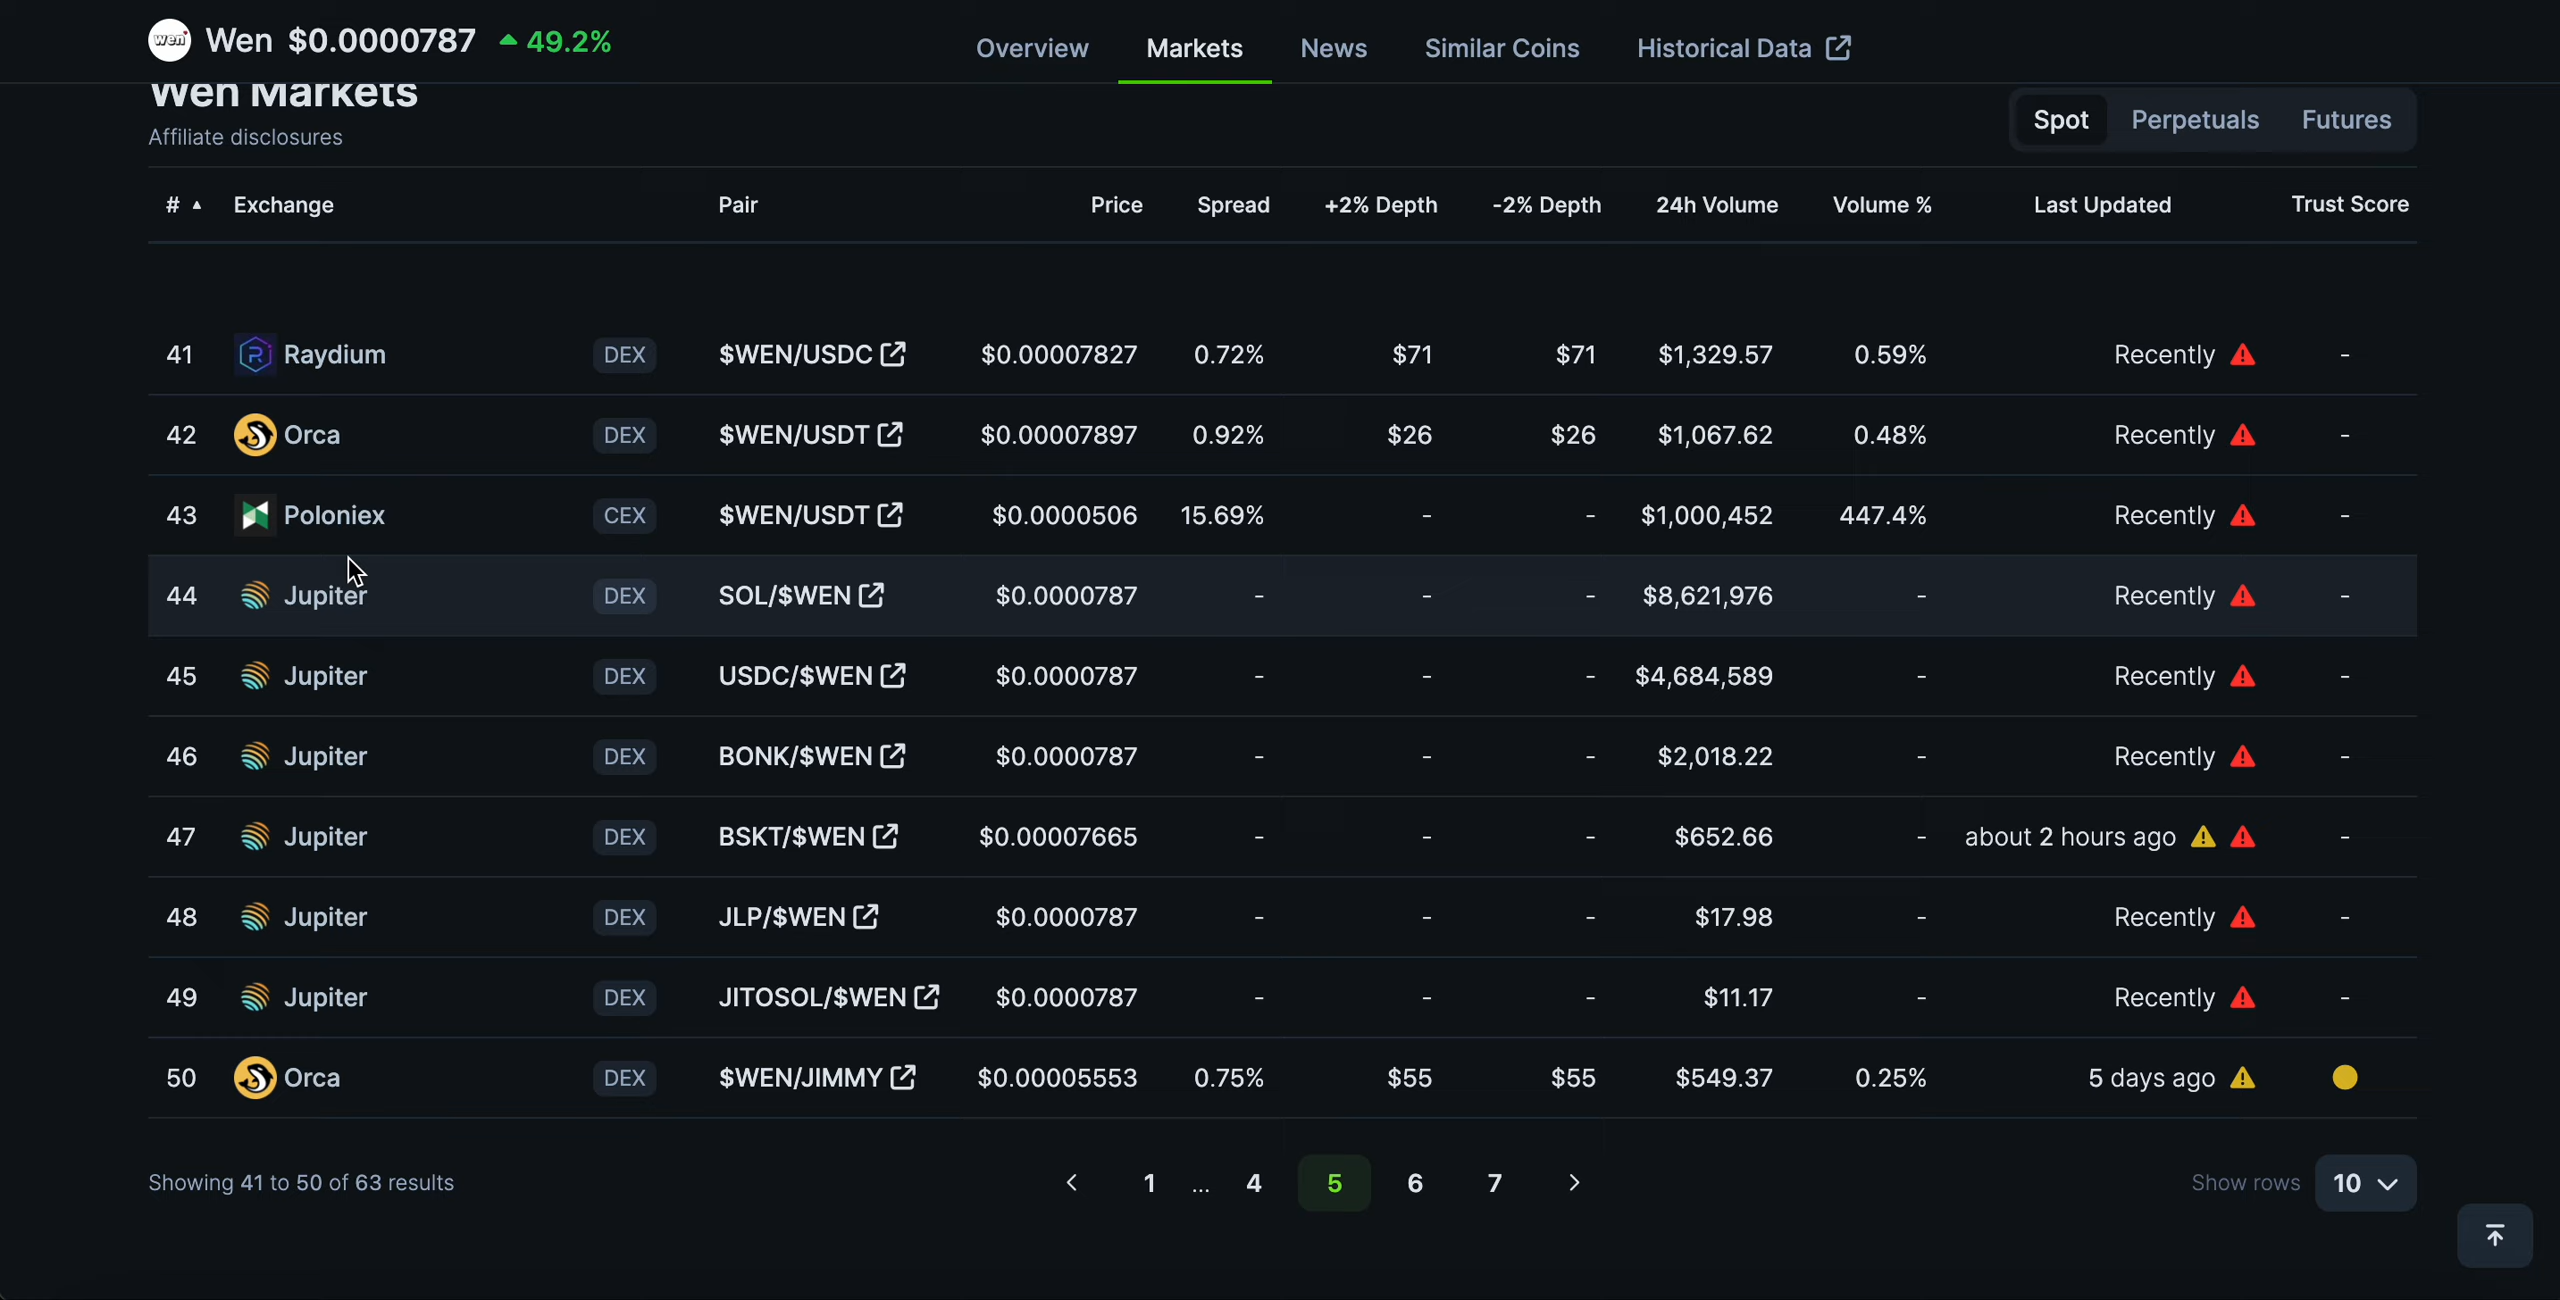 wen Wen $0.0000787 ▲ 49.2% Overview Markets News Similar Coins Historical Data
Wen Markets
Affiliate disclosures
Spot Perpetuals Futures
# ▲ Exchange Pair Price Spread +2% Depth -2% Depth 24h Volume Volume % Last Updated Trust Score
41 Raydium DEX $WEN/USDC $0.00007827 0.72% $71 $71 $1,329.57 0.59% Recently -
42 Orca DEX $WEN/USDT $0.00007897 0.92% $26 $26 $1,067.62 0.48% Recently -
43 Poloniex CEX $WEN/USDT $0.0000506 15.69% - - $1,000,452 447.4% Recently -
44 Jupiter DEX SOL/$WEN $0.0000787 - - - $8,621,976 - Recently -
45 Jupiter DEX USDC/$WEN $0.0000787 - - - $4,684,589 - Recently -
46 Jupiter DEX BONK/$WEN $0.0000787 - - - $2,018.22 - Recently -
47 Jupiter DEX BSKT/$WEN $0.00007665 - - - $652.66 - about 2 hours ago -
48 Jupiter DEX JLP/$WEN $0.0000787 - - - $17.98 - Recently -
49 Jupiter DEX JITOSOL/$WEN $0.0000787 - - - $11.17 - Recently -
50 Orca DEX $WEN/JIMMY $0.00005553 0.75% $55 $55 $549.37 0.25% 5 days ago
Showing 41 to 50 of 63 results < 1 ... 4 5 6 7 > Show rows 10